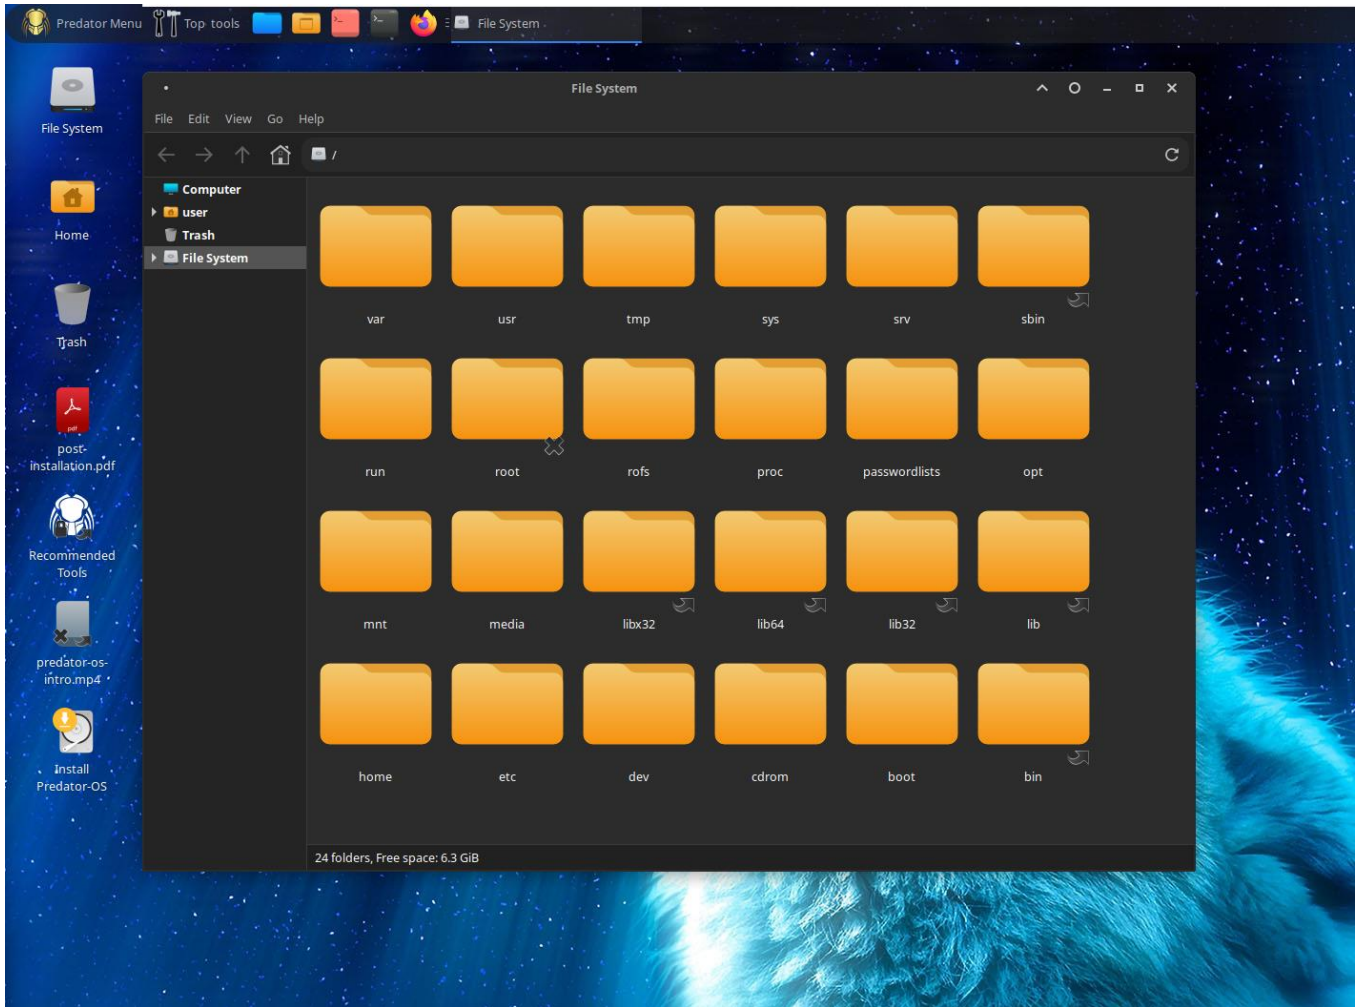 Predator Menu
Top tools
File System
File System
Home
Trash
pdf
post-
installation.pdf
Recommended
Tools
predator-os-
intro.mp4
Install
Predator-OS
File System
File Edit View Go Help
/
Computer
user
Trash
File System
var usr tmp sys srv sbin
run root rofs proc passwordlists opt
mnt media libx32 lib64 lib32 lib
home etc dev cdrom boot bin
24 folders, Free space: 6.3 GiB